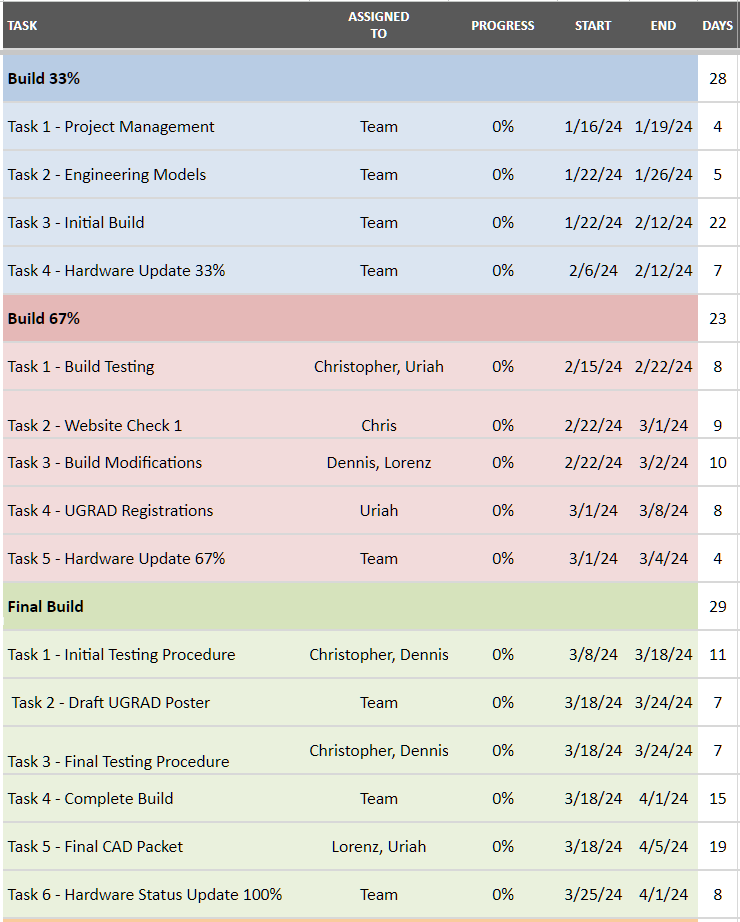 TASK ASSIGNED TO PROGRESS START END DAYS
Build 33% 28
Task 1 - Project Management Team 0% 1/16/24 1/19/24 4
Task 2 - Engineering Models Team 0% 1/22/24 1/26/24 5
Task 3 - Initial Build Team 0% 1/22/24 2/12/24 22
Task 4 - Hardware Update 33% Team 0% 2/6/24 2/12/24 7
Build 67% 23
Task 1 - Build Testing Christopher, Uriah 0% 2/15/24 2/22/24 8
Task 2 - Website Check 1 Chris 0% 2/22/24 3/1/24 9
Task 3 - Build Modifications Dennis, Lorenz 0% 2/22/24 3/2/24 10
Task 4 - UGRAD Registrations Uriah 0% 3/1/24 3/8/24 8
Task 5 - Hardware Update 67% Team 0% 3/1/24 3/4/24 4
Final Build 29
Task 1 - Initial Testing Procedure Christopher, Dennis 0% 3/8/24 3/18/24 11
Task 2 - Draft UGRAD Poster Team 0% 3/18/24 3/24/24 7
Task 3 - Final Testing Procedure Christopher, Dennis 0% 3/18/24 3/24/24 7
Task 4 - Complete Build Team 0% 3/18/24 4/1/24 15
Task 5 - Final CAD Packet Lorenz, Uriah 0% 3/18/24 4/5/24 19
Task 6 - Hardware Status Update 100% Team 0% 3/25/24 4/1/24 8